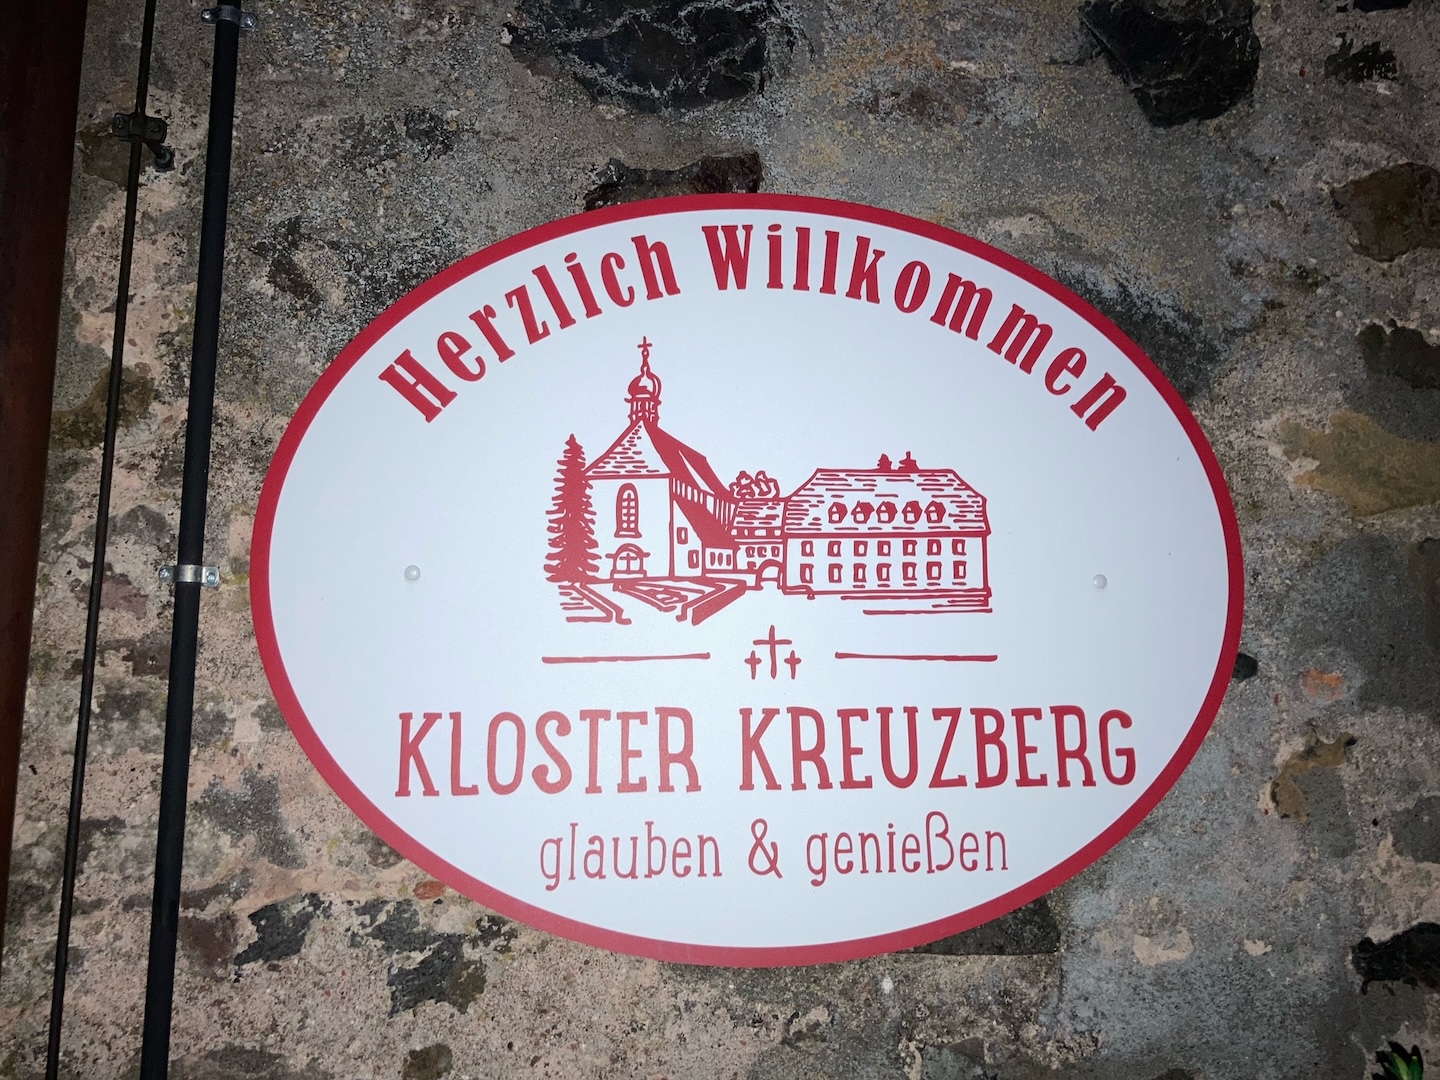 Herzlich Willkommen
KLOSTER KREUZBERG
glauben & genießen